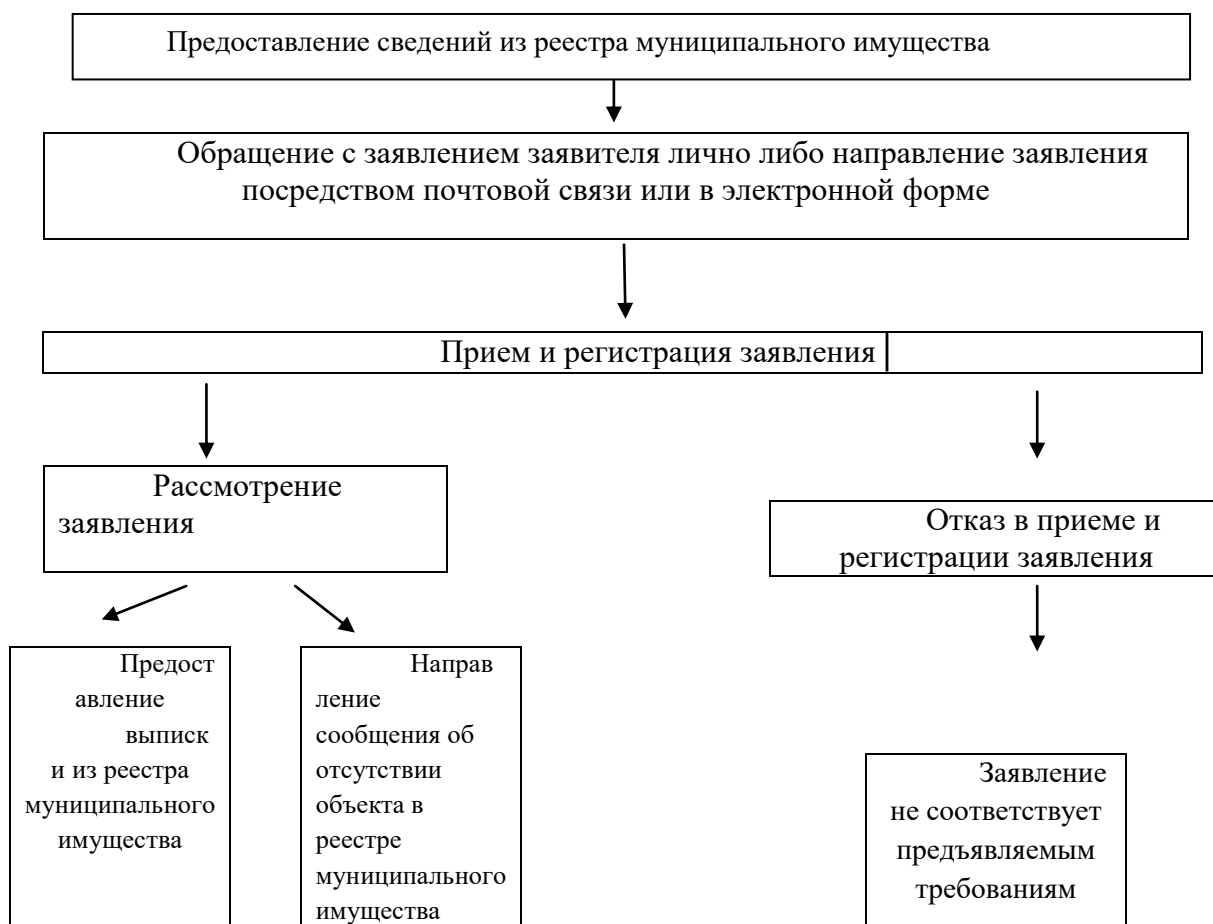 Предоставление сведений из реестра муниципального имущества
Обращение с заявлением заявителя лично либо направление заявления
посредством почтовой связи или в электронной форме
Прием и регистрация заявления
Рассмотрение
заявления
Отказ в приеме и
регистрации заявления
Предост
авление
выписк
и из реестра
муниципального
имущества
Направ
ление
сообщения об
отсутствии
объекта в
реестре
муниципального
имущества
Заявление
не соответствует
предъявляемым
требованиям